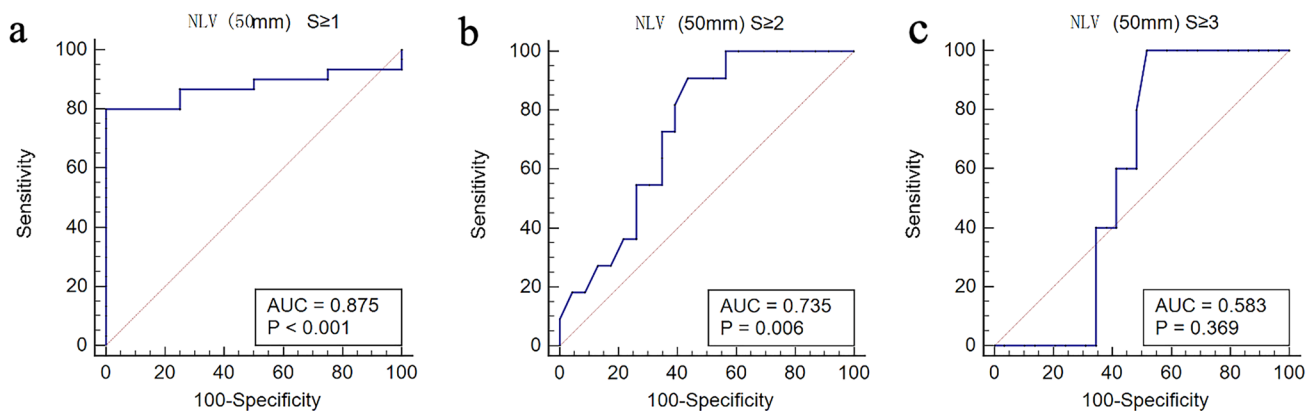 a
NLV (50mm) S≥1
Sensitivity
100
80
60
40
20
0
AUC = 0.875
P < 0.001
0 20 40 60 80 100
100-Specificity
b
NLV (50mm) S≥2
Sensitivity
100
80
60
40
20
0
AUC = 0.735
P = 0.006
0 20 40 60 80 100
100-Specificity
c
NLV (50mm) S≥3
Sensitivity
100
80
60
40
20
0
AUC = 0.583
P = 0.369
0 20 40 60 80 100
100-Specificity